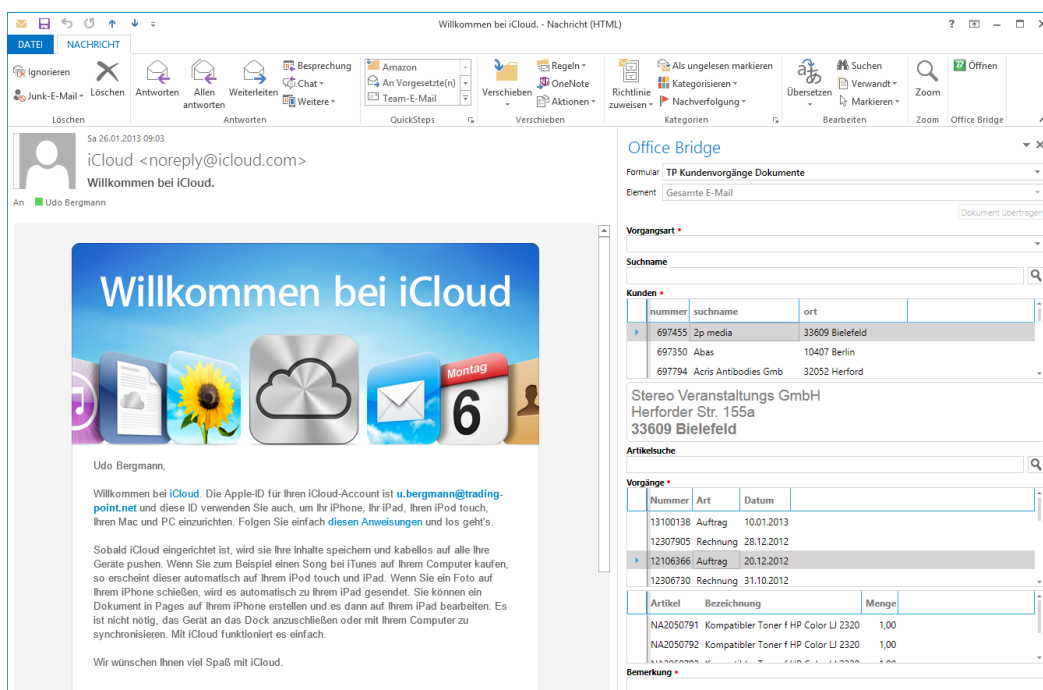 Willkommen bei iCloud. - Nachricht (HTML)
DATEI NACHRICHT
Ignorieren
Junk-E-Mail
Löschen
Antworten
Allen antworten
Weiterleiten
Besprechung
Chat
Weitere
Amazon
An Vorgesetzte(n)
Team-E-Mail
Verschieben
Regeln
OneNote
Aktionen
Richtlinie zuweisen
Als ungelesen markieren
Kategorisieren
Nachverfolgung
Übersetzen
Suchen
Verwandt
Markieren
Zoom
Öffnen
Löschen Antworten QuickSteps Verschieben Kategorien Bearbeiten Zoom Office Bridge
Sa 26.01.2013 09:03
iCloud <noreply@icloud.com>
Willkommen bei iCloud.
An Udo Bergmann
Willkommen bei iCloud
Montag
6
Udo Bergmann,
Willkommen bei iCloud. Die Apple-ID für Ihren iCloud-Account ist u.bergmann@trading-
point.net und diese ID verwenden Sie auch, um Ihr iPhone, Ihr iPad, Ihren iPod touch,
Ihren Mac und PC einzurichten. Folgen Sie einfach diesen Anweisungen und los geht's.
Sobald iCloud eingerichtet ist, wird sie Ihre Inhalte speichern und kabellos auf alle Ihre
Geräte pushen. Wenn Sie zum Beispiel einen Song bei iTunes auf Ihrem Computer kaufen,
so erscheint dieser automatisch auf Ihrem iPod touch und iPad. Wenn Sie ein Foto auf
Ihrem iPhone schießen, wird es automatisch zu Ihrem iPad gesendet. Sie können ein
Dokument in Pages auf Ihrem iPhone erstellen und es dann auf Ihrem iPad bearbeiten. Es
ist nicht nötig, das Gerät an das Dock anzuschließen oder mit Ihrem Computer zu
synchronisieren. Mit iCloud funktioniert es einfach.
Wir wünschen Ihnen viel Spaß mit iCloud.
Office Bridge
Formular TP Kundenvorgänge Dokumente
Element Gesamte E-Mail
Dokument übertragen
Vorgangsart •
Suchname
Kunden •
nummer suchname ort
697455 2p media 33609 Bielefeld
697350 Abas 10407 Berlin
697794 Acris Antibodies Gmb 32052 Herford
Stereo Veranstaltungs GmbH
Herforder Str. 155a
33609 Bielefeld
Artikelsuche
Vorgänge •
Nummer Art Datum
13100138 Auftrag 10.01.2013
12307905 Rechnung 28.12.2012
12106366 Auftrag 20.12.2012
12306730 Rechnung 31.10.2012
Artikel Bezeichnung Menge
NA2050791 Kompatibler Toner f HP Color LJ 2320 1,00
NA2050792 Kompatibler Toner f HP Color LJ 2320 1,00
Bemerkung •